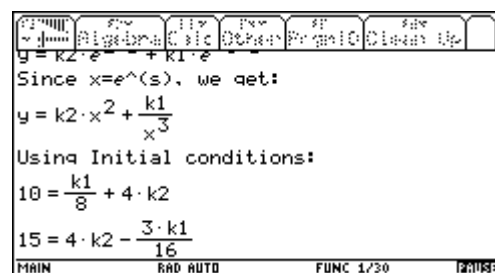 Algebra Calc Other PrgmIO Clean Up
Since x=e^(s), we get:
y = k2·x² + k1/x³
Using Initial conditions:
10 = k1/8 + 4·k2
15 = 4·k2 − 3·k1/16
MAIN RAD AUTO FUNC 1/30 PAUSE